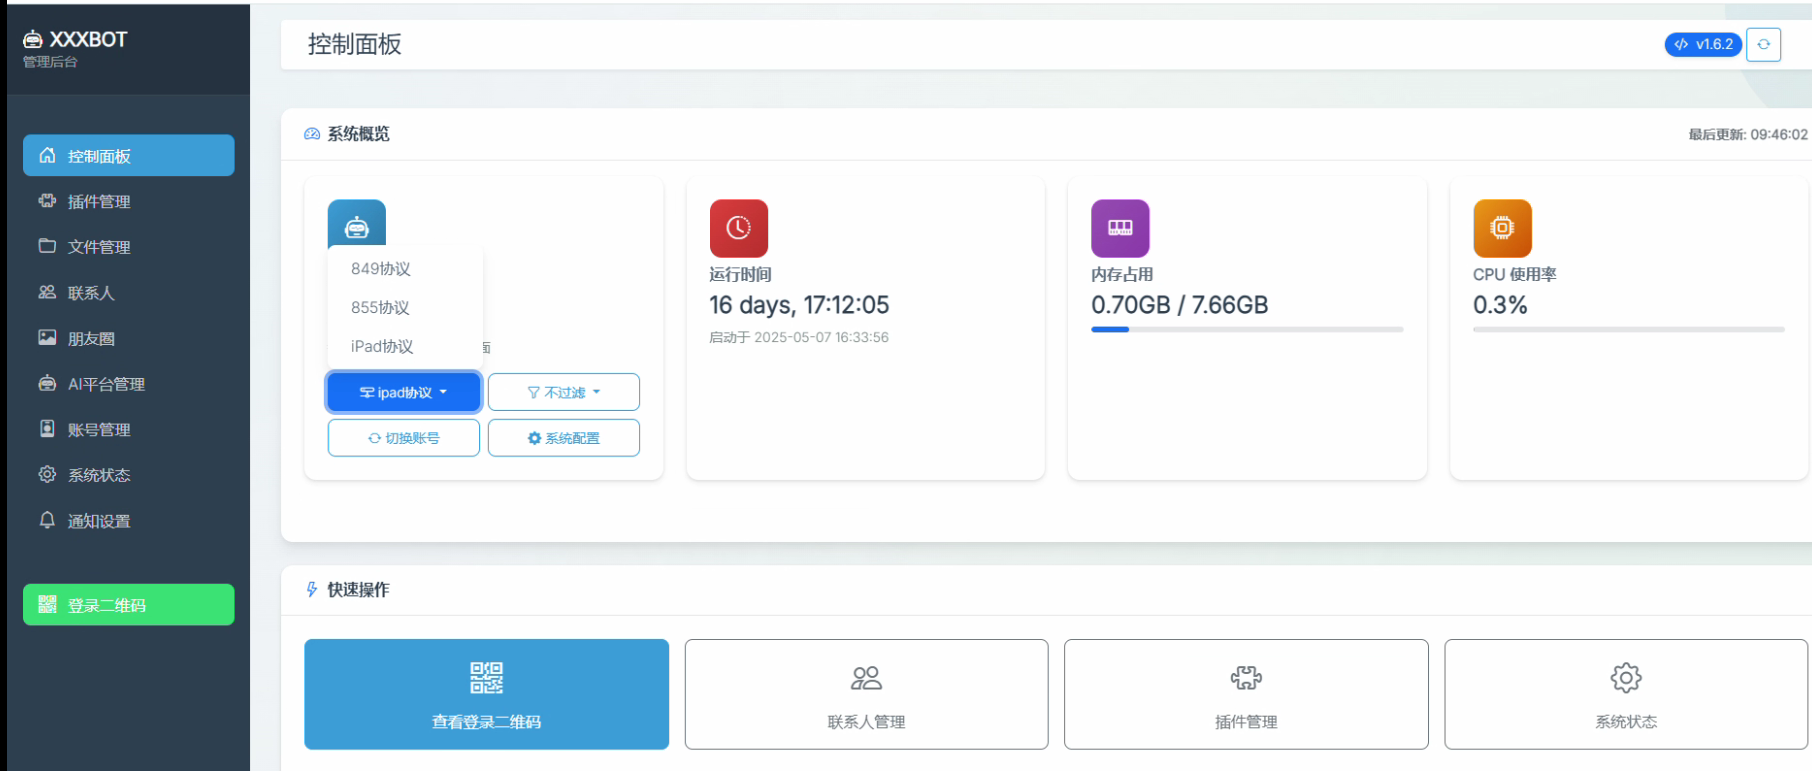 XXXBOT
管理后台
控制面板
插件管理
文件管理
联系人
朋友圈
AI平台管理
账号管理
系统状态
通知设置
登录二维码
控制面板
v1.6.2
系统概览
最后更新: 09:46:02
849协议
855协议
iPad协议
面
ipad协议
不过滤
切换账号
系统配置
运行时间
16 days, 17:12:05
启动于 2025-05-07 16:33:56
内存占用
0.70GB / 7.66GB
CPU 使用率
0.3%
快速操作
查看登录二维码
联系人管理
插件管理
系统状态